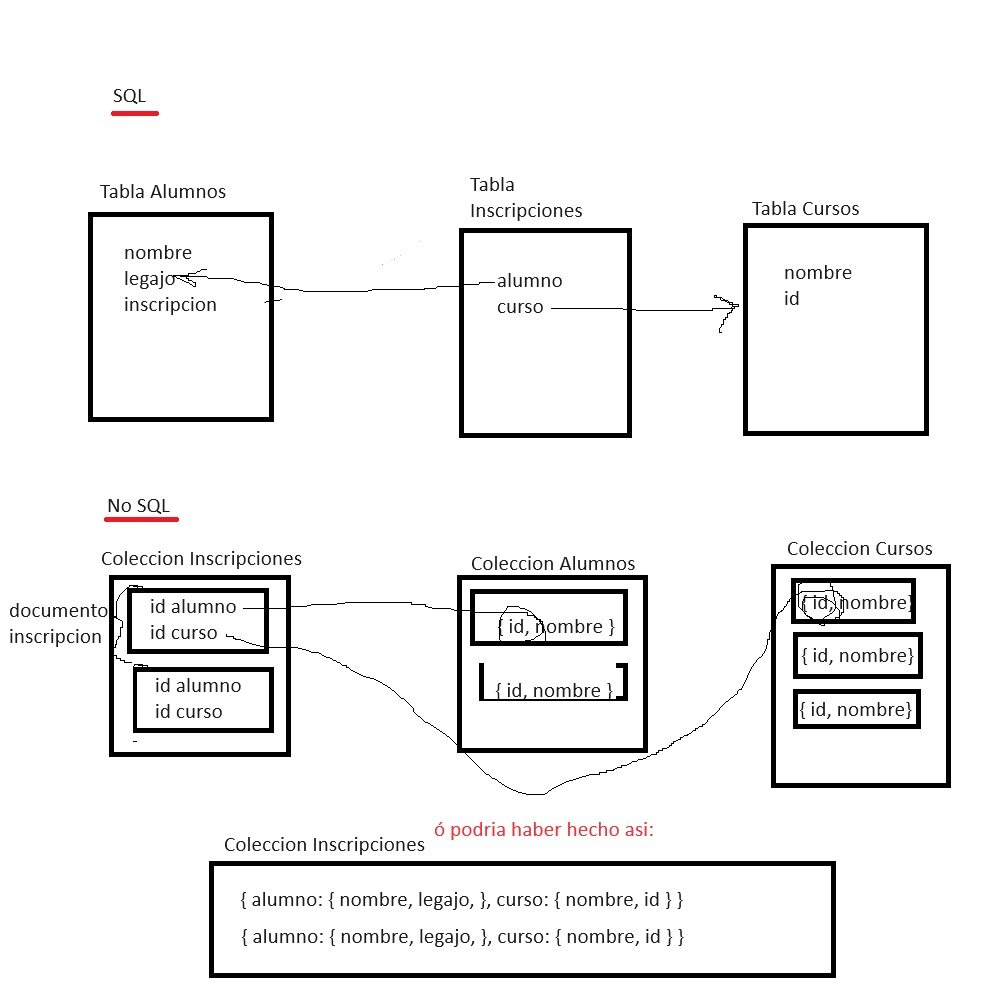 SQL
Tabla Alumnos
nombre
legajo
inscripcion
Tabla
Inscripciones
alumno
curso
Tabla Cursos
nombre
id
No SQL
Coleccion Inscripciones
documento
inscripcion
id alumno
id curso
id alumno
id curso
Coleccion Alumnos
{ id, nombre }
{ id, nombre }
Coleccion Cursos
{ id, nombre}
{ id, nombre}
{ id, nombre}
ó podria haber hecho asi:
Coleccion Inscripciones
{ alumno: { nombre, legajo, }, curso: { nombre, id } }
{ alumno: { nombre, legajo, }, curso: { nombre, id } }